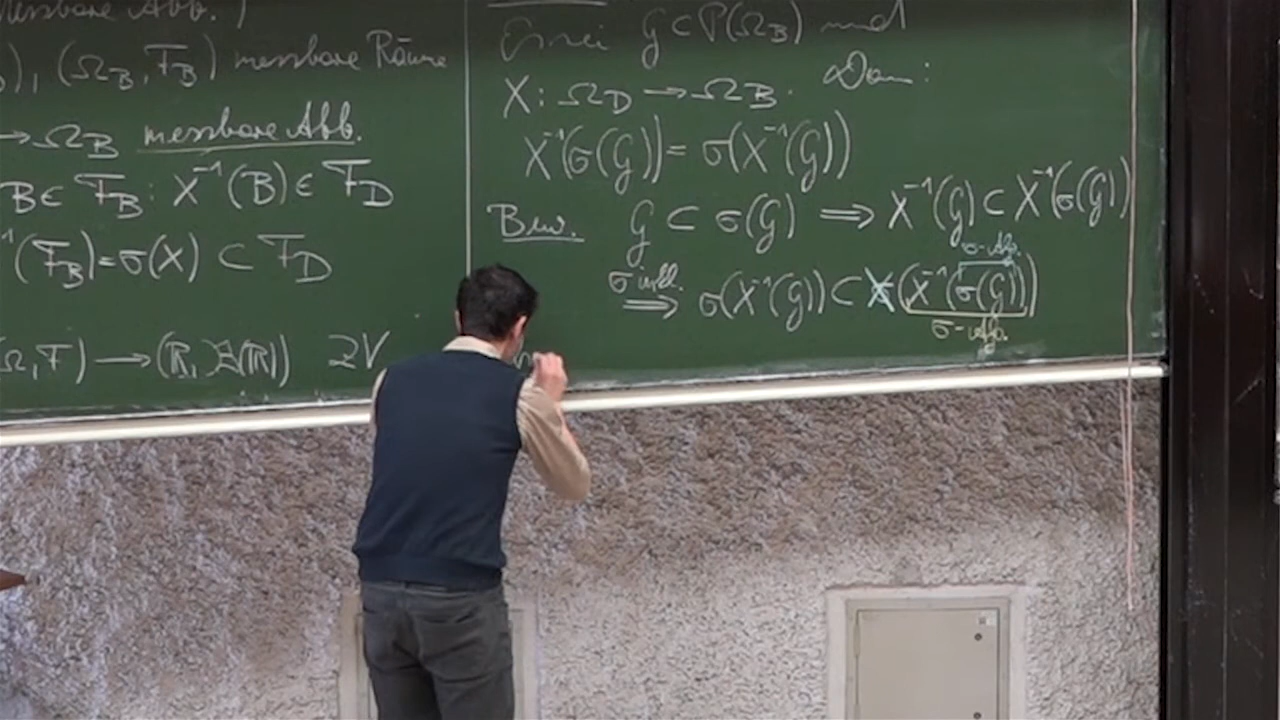 Messbare Abb.)
), (Ω_B, F_B) messbare Räume
→ Ω_B messbare Abb.
B ∈ F_B: X⁻¹(B) ∈ F_D
⁻¹(F_B) = σ(X) ⊂ F_D
(Ω, F) → (ℝ, B(ℝ)) ZV
sei G ⊂ P(Ω_B) und
X: Ω_D → Ω_B. Dann:
X⁻¹(σ(G)) = σ(X⁻¹(G))
Bew. G ⊂ σ(G) ⟹ X⁻¹(G) ⊂ X⁻¹(σ(G))
σ-Alg.
⟹ σ(X⁻¹(G)) ⊂ (X⁻¹(σ(G)))
σ-Alg.